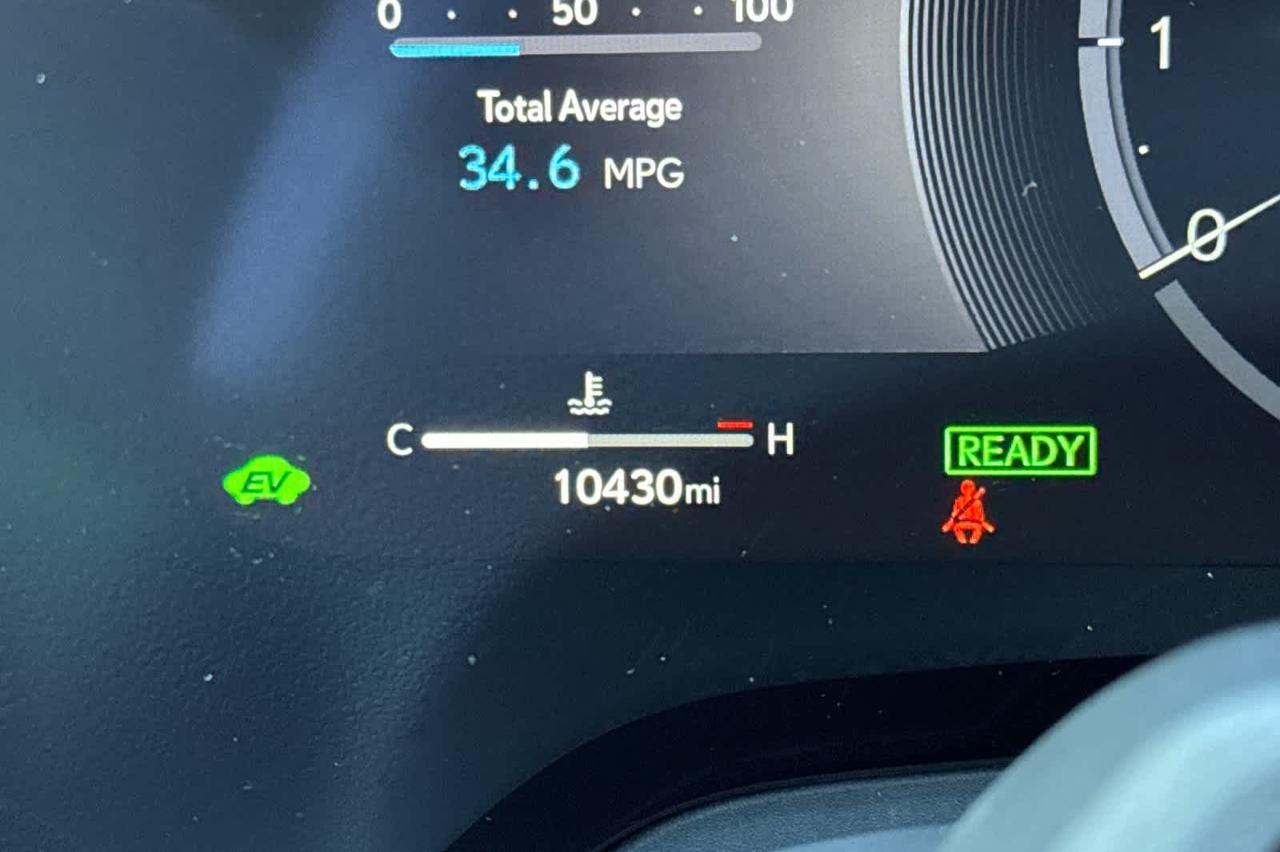 0 50 100
Total Average
34.6 MPG
1
0
C H
10430mi
EV
READY